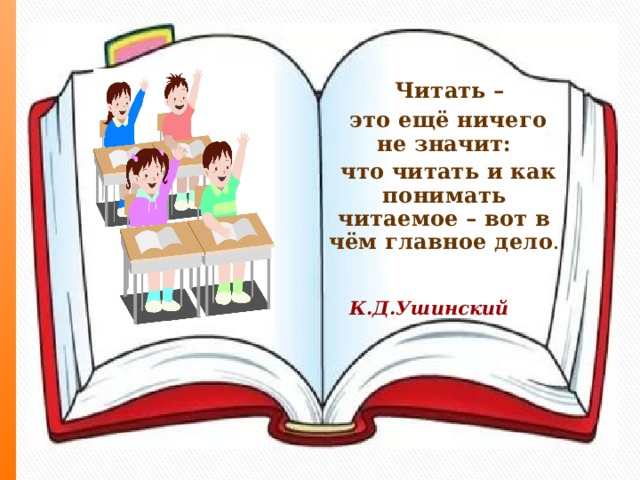 Читать –
это ещё ничего
не значит:
что читать и как
понимать
читаемое – вот в
чём главное дело.
К.Д.Ушинский